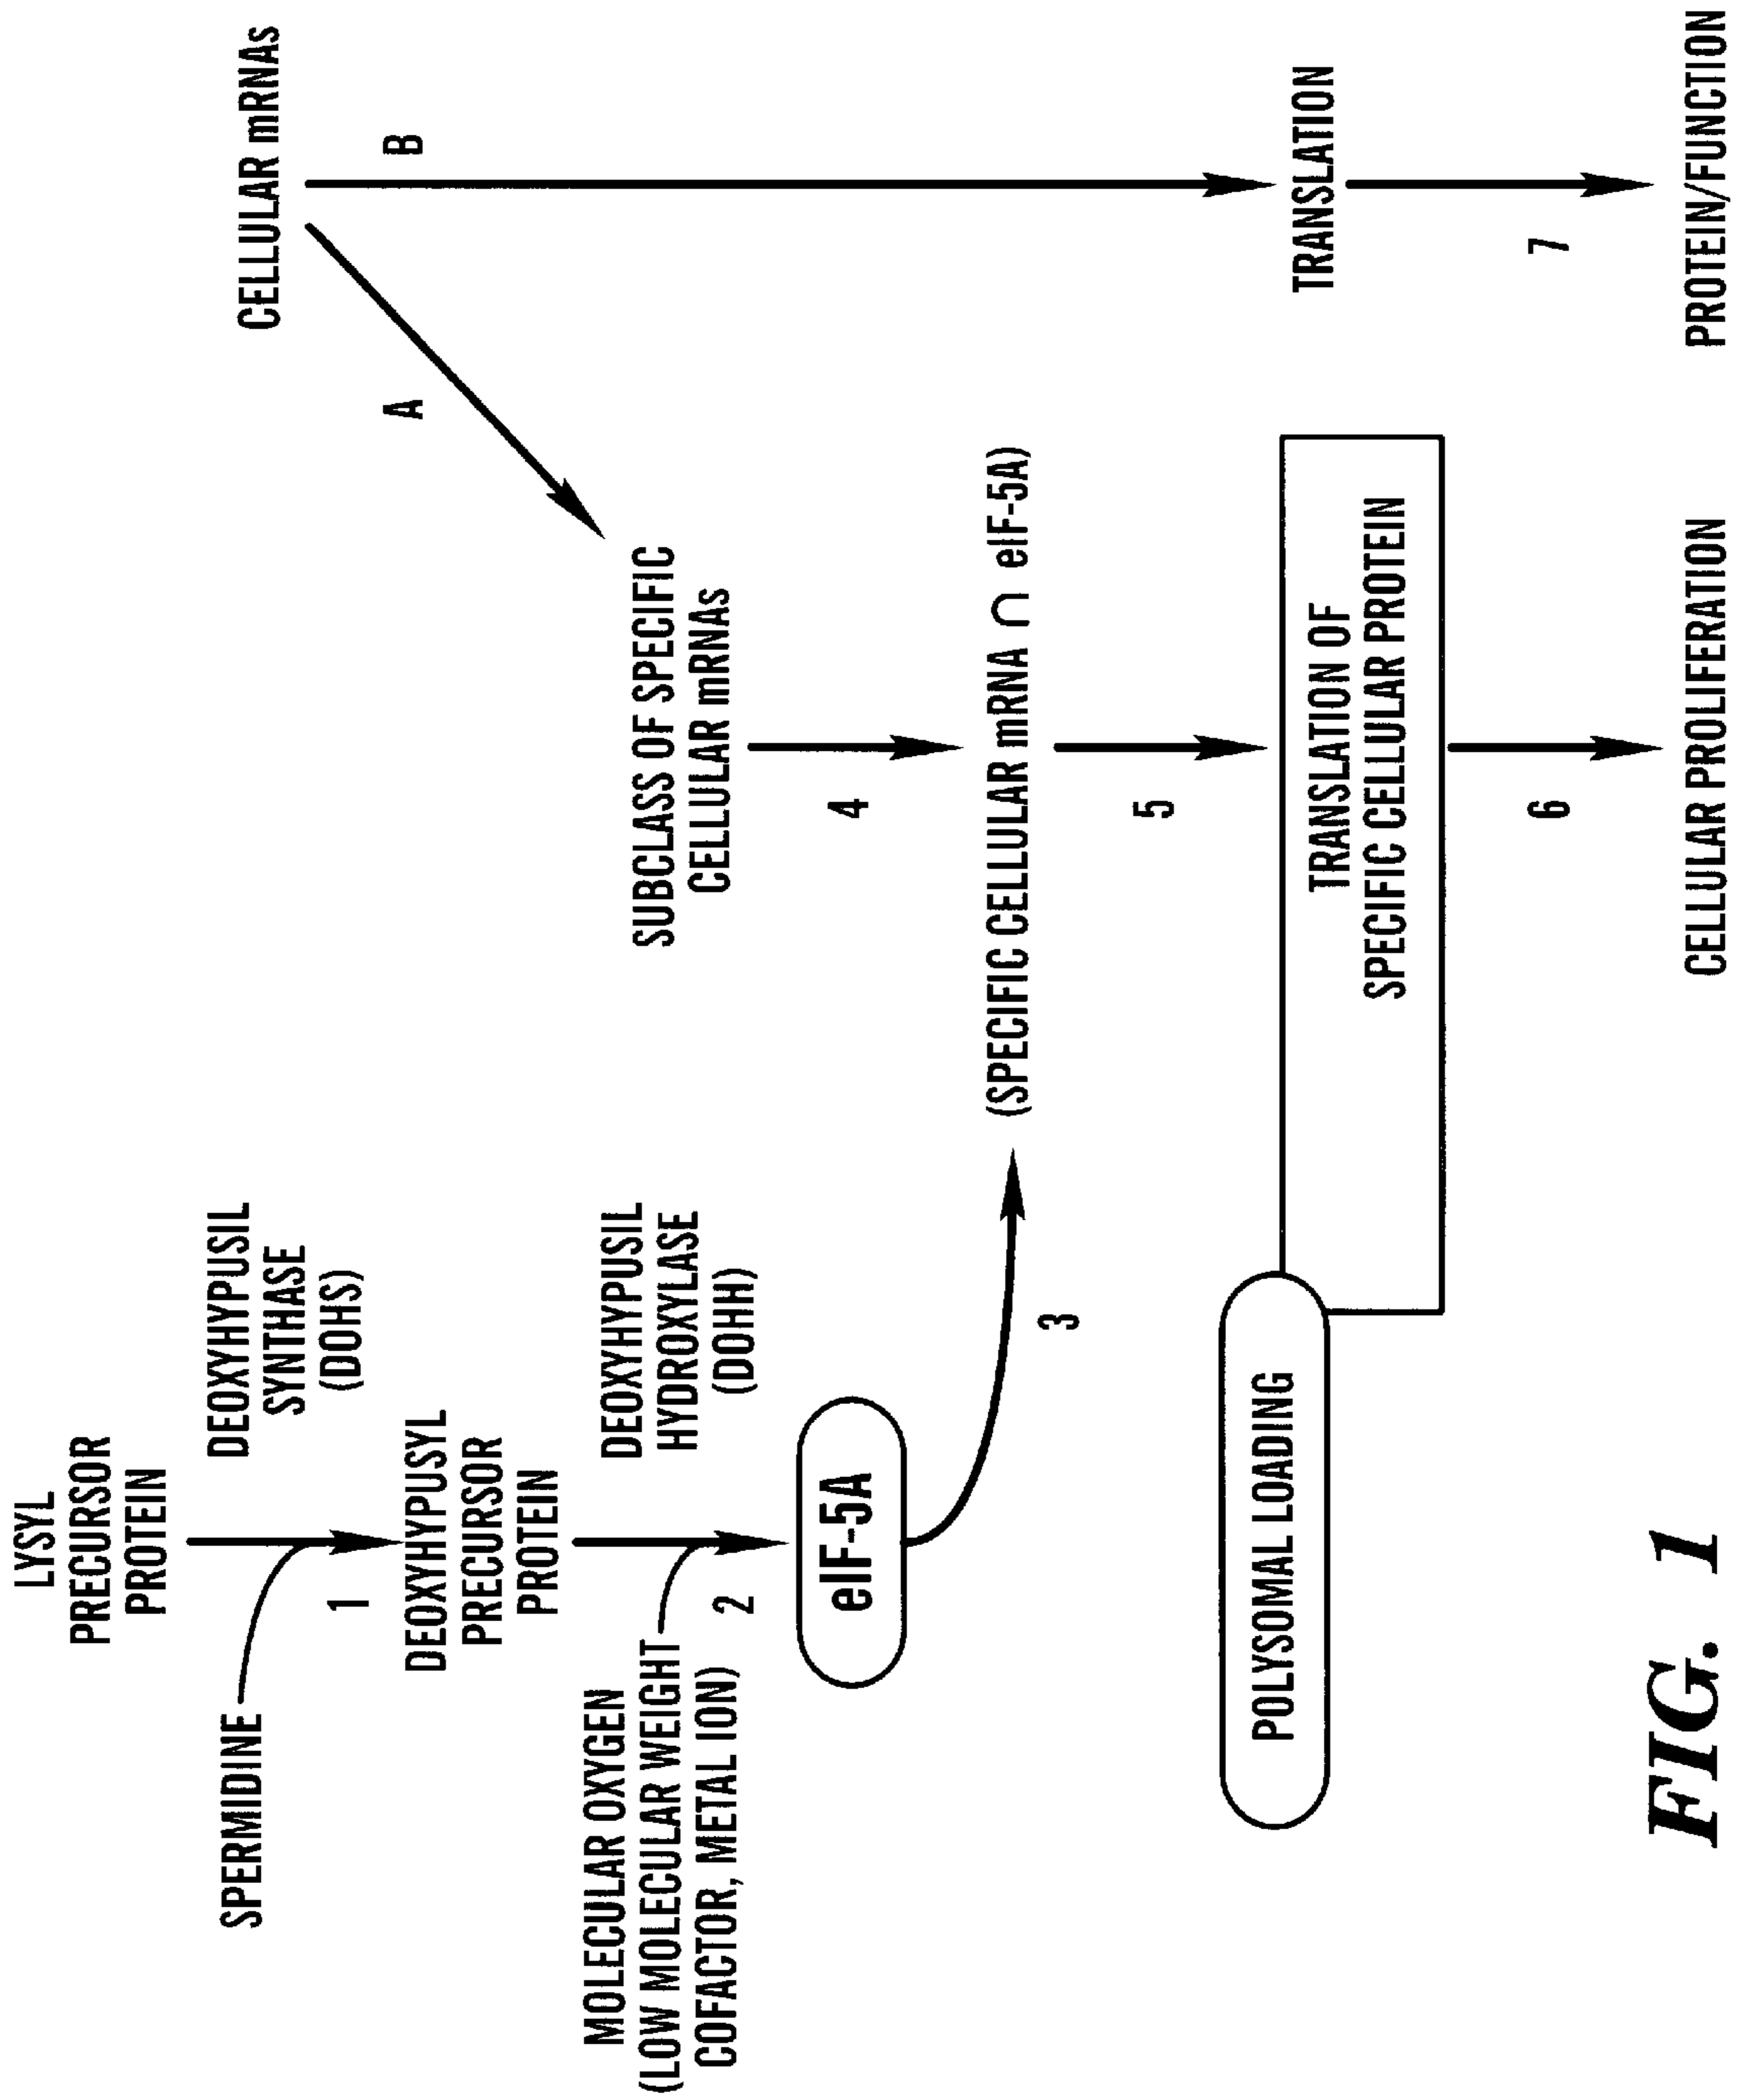 LYSYL
PRECURSOR
PROTEIN
SPERMIDINE
DEOXYHYPUSIL
SYNTHASE
(DOHS)
1
DEOXYHYPUSYL
PRECURSOR
PROTEIN
MOLECULAR OXYGEN
(LOW MOLECULAR WEIGHT
COFACTOR, METAL ION)
DEOXYHYPUSIL
HYDROXYLASE
(DOHH)
2
eIF-5A
3
CELLULAR mRNAs
A
B
SUBCLASS OF SPECIFIC
CELLULAR mRNAs
4
(SPECIFIC CELLULAR mRNA ∩ eIF-5A)
5
POLYSOMAL LOADING
TRANSLATION OF
SPECIFIC CELLULAR PROTEIN
TRANSLATION
6
7
CELLULAR PROLIFERATION
PROTEIN/FUNCTION
FIG. 1